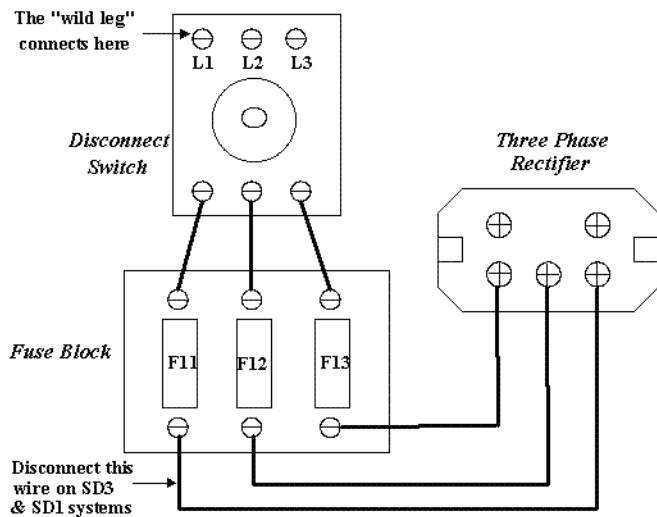 The "wild leg"
connects here
L1 L2 L3
Disconnect
Switch
Three Phase
Rectifier
Fuse Block
F11 F12 F13
Disconnect this
wire on SD3
& SD1 systems